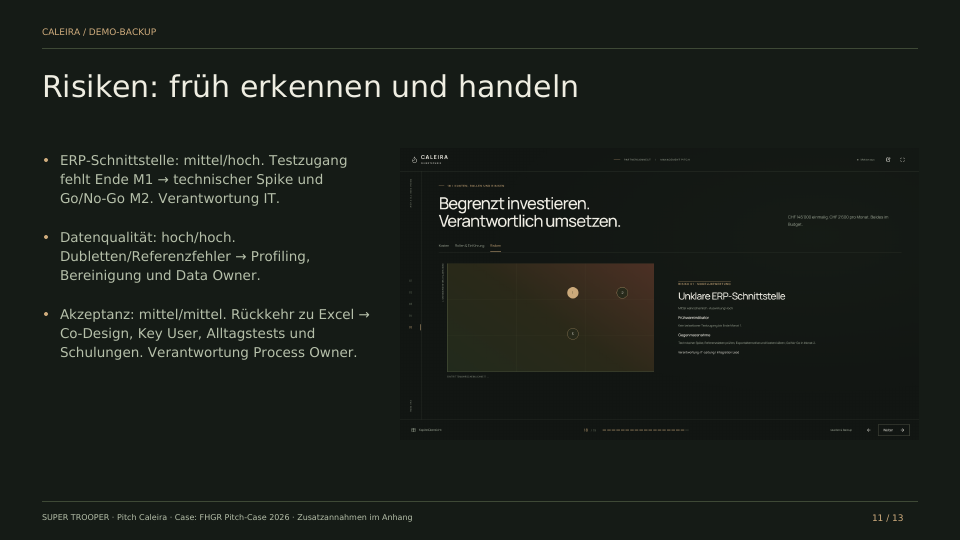 CALEIRA / DEMO-BACKUP
Risiken: früh erkennen und handeln
• ERP-Schnittstelle: mittel/hoch. Testzugang
fehlt Ende M1 → technischer Spike und
Go/No-Go M2. Verantwortung IT.
• Datenqualität: hoch/hoch.
Dubletten/Referenzfehler → Profiling,
Bereinigung und Data Owner.
• Akzeptanz: mittel/mittel. Rückkehr zu Excel →
Co-Design, Key User, Alltagstests und
Schulungen. Verantwortung Process Owner.
CALEIRA
Begrenzt investieren.
Verantwortlich umsetzen.
Unklare ERP-Schnittstelle
Frühwarnindikator
Gegenmassnahme
Weiter
SUPER TROOPER · Pitch Caleira · Case: FHGR Pitch-Case 2026 · Zusatzannahmen im Anhang
11 / 13